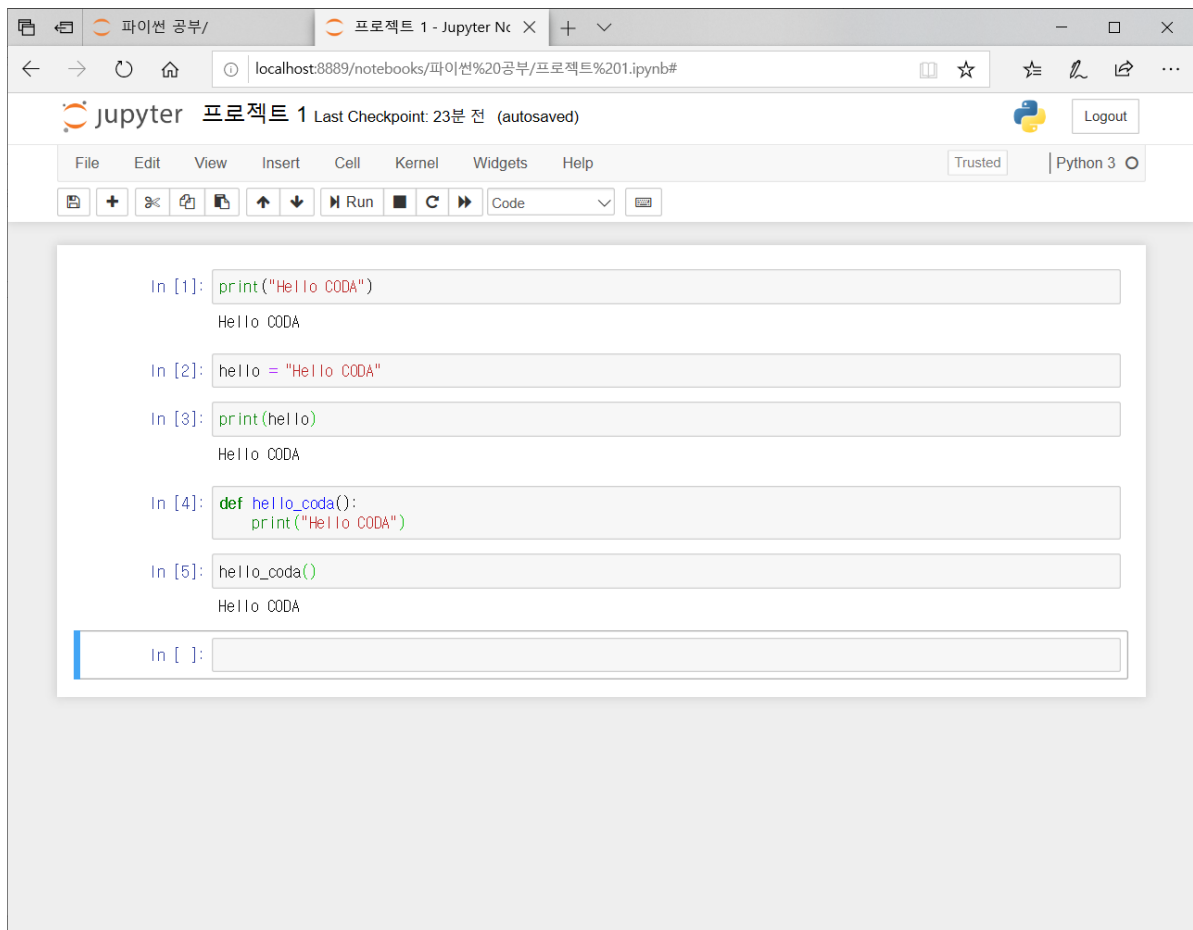 파이썬 공부/
프로젝트 1 - Jupyter No
localhost:8889/notebooks/파이썬%20공부/프로젝트%201.ipynb#
jupyter 프로젝트 1 Last Checkpoint: 23분 전 (autosaved)
Logout
File Edit View Insert Cell Kernel Widgets Help
Trusted
Python 3
Run
Code
In [1]: print("Hello CODA")
Hello CODA
In [2]: hello = "Hello CODA"
In [3]: print(hello)
Hello CODA
In [4]: def hello_coda():
print("Hello CODA")
In [5]: hello_coda()
Hello CODA
In [ ]: